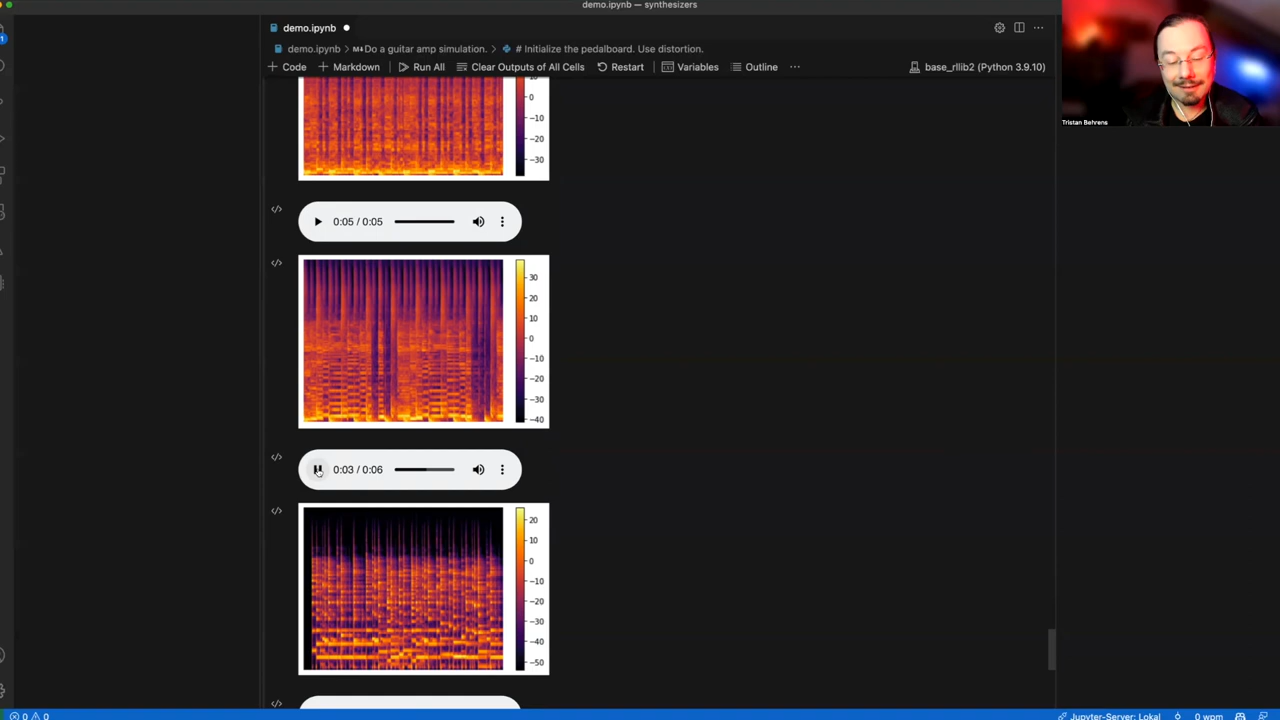 demo.ipynb — synthesizers
demo.ipynb
demo.ipynb > M Do a guitar amp simulation. > # Initialize the pedalboard. Use distortion.
+ Code + Markdown Run All Clear Outputs of All Cells Restart Variables Outline ... base_rllib2 (Python 3.9.10)
Tristan Behrens
0
−10
−20
−30
0:05 / 0:05
30
20
10
0
−10
−20
−30
−40
0:03 / 0:06
20
10
0
−10
−20
−30
−40
−50
0 0 Jupyter-Server: Lokal 0 wpm